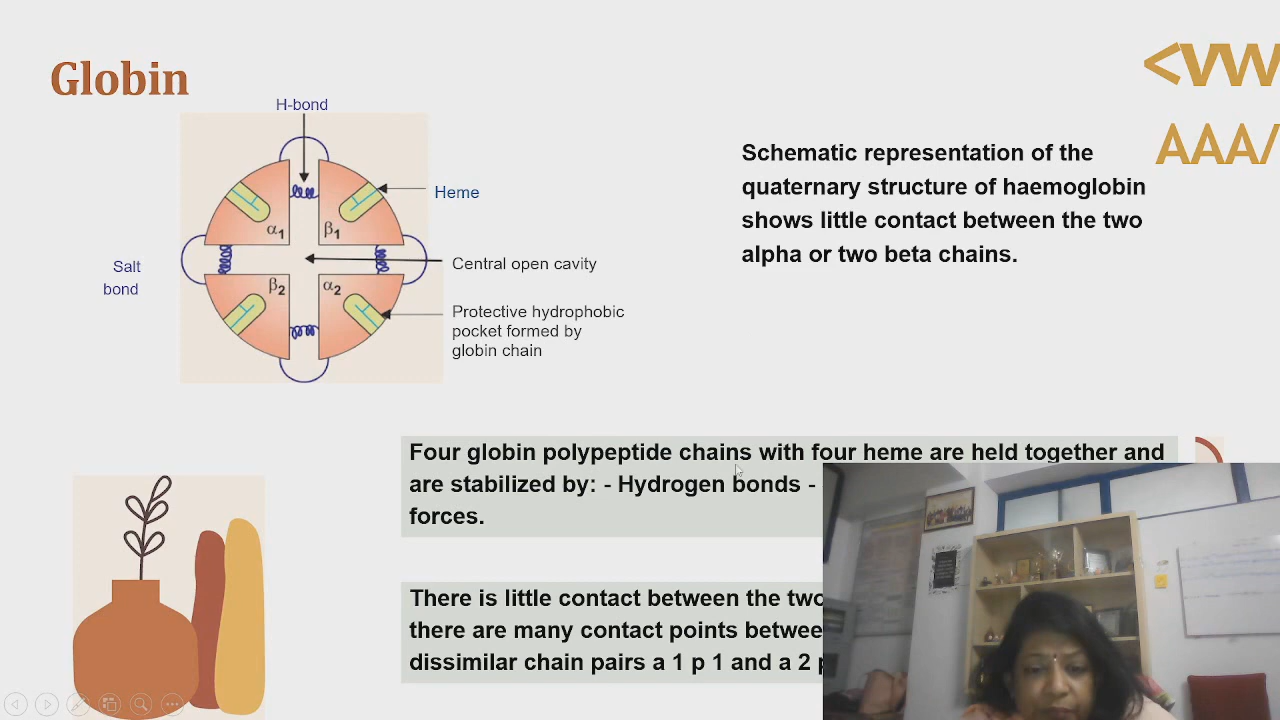 Globin
<VW
AAA/
H-bond
Heme
α1
β1
Salt
bond
Central open cavity
β2
α2
Protective hydrophobic
pocket formed by
globin chain
Schematic representation of the
quaternary structure of haemoglobin
shows little contact between the two
alpha or two beta chains.
Four globin polypeptide chains with four heme are held together and
are stabilized by: - Hydrogen bonds -
forces.
There is little contact between the two
there are many contact points betwee
dissimilar chain pairs a 1 p 1 and a 2 p